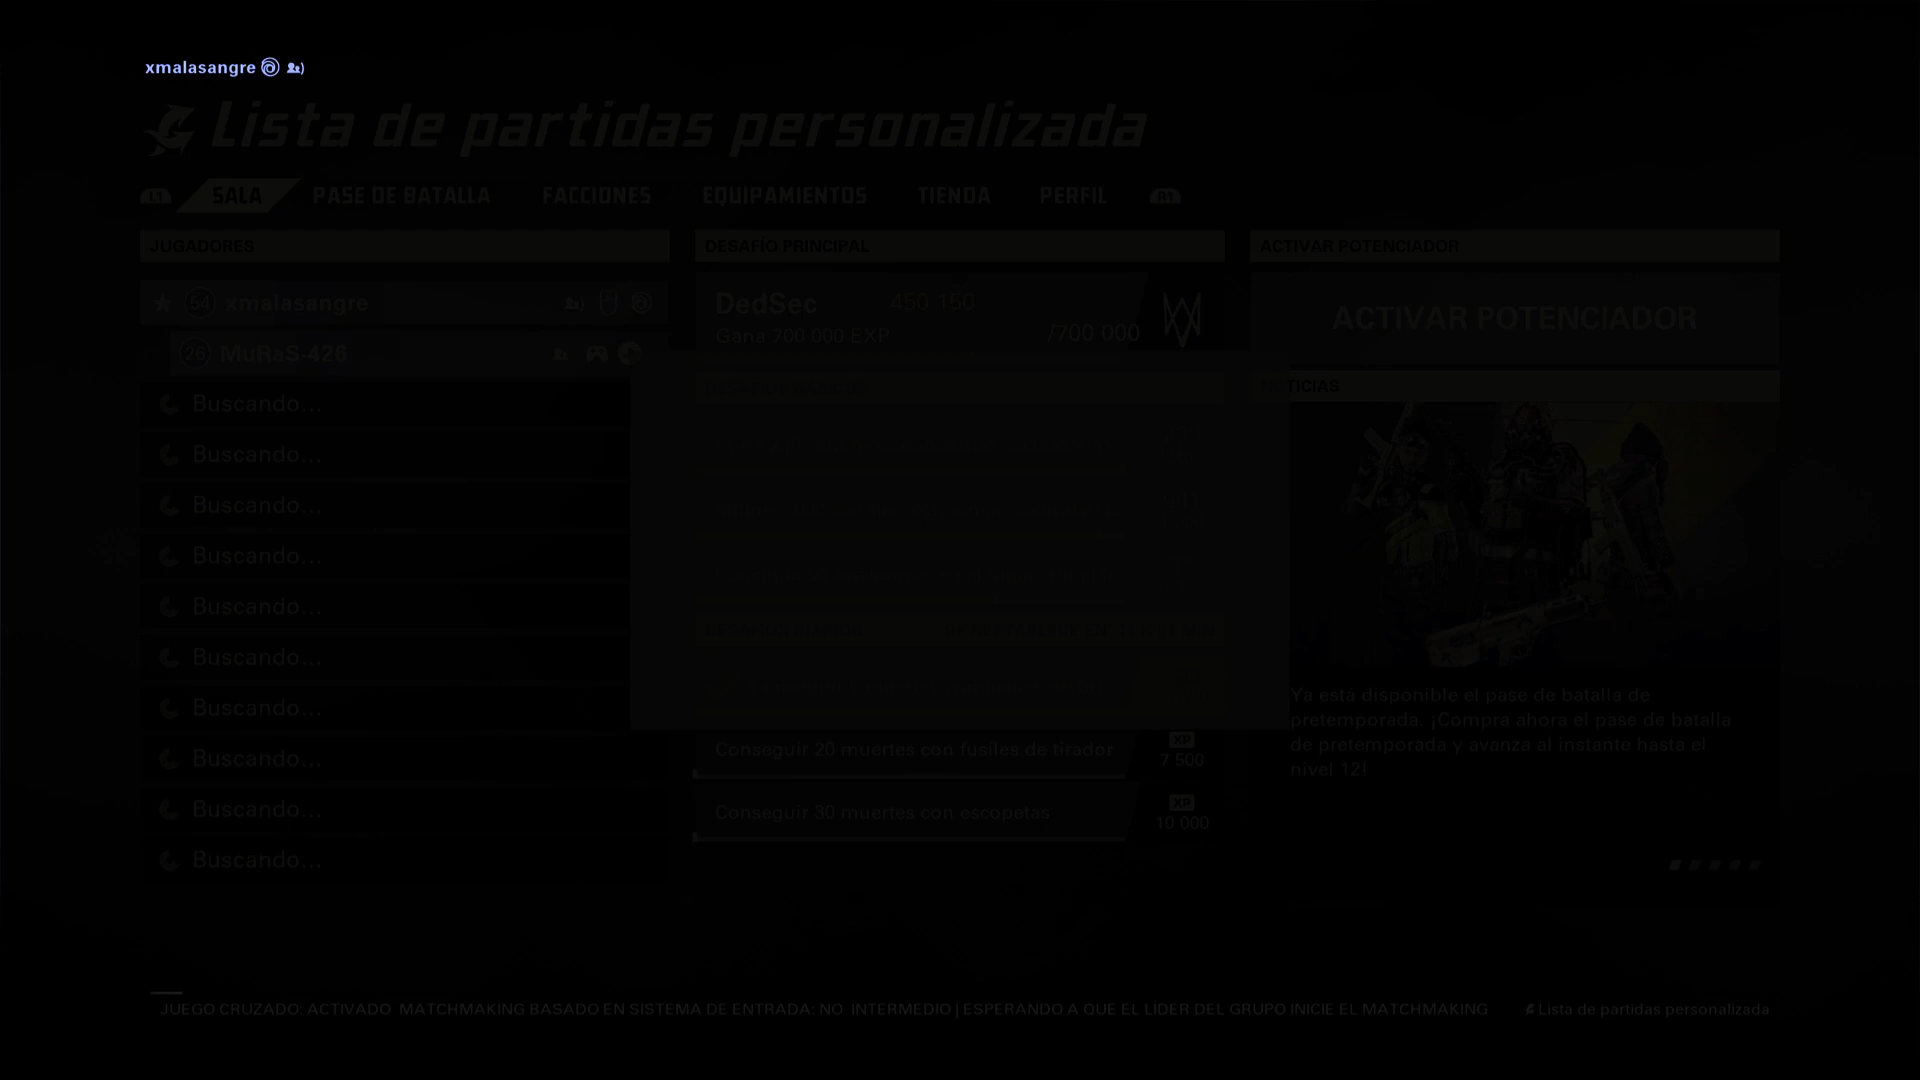 xmalasangre
Lista de partidas personalizada
L1 SALA PASE DE BATALLA FACCIONES EQUIPAMIENTOS TIENDA PERFIL R1
JUGADORES
64 xmalasangre
26 MuRaS-426
Buscando...
Buscando...
Buscando...
Buscando...
Buscando...
Buscando...
Buscando...
Buscando...
Buscando...
Buscando...
DESAFÍO PRINCIPAL
DedSec 450 150
Gana 700 000 EXP /700 000
Conseguir 20 muertes con fusiles de tirador
XP
7 500
Conseguir 30 muertes con escopetas
XP
10 000
ACTIVAR POTENCIADOR
ACTIVAR POTENCIADOR
NOTICIAS
Ya está disponible el pase de batalla de
pretemporada. ¡Compra ahora el pase de batalla
de pretemporada y avanza al instante hasta el
nivel 12!
JUEGO CRUZADO: ACTIVADO MATCHMAKING BASADO EN SISTEMA DE ENTRADA: NO INTERMEDIO | ESPERANDO A QUE EL LÍDER DEL GRUPO INICIE EL MATCHMAKING
Lista de partidas personalizada